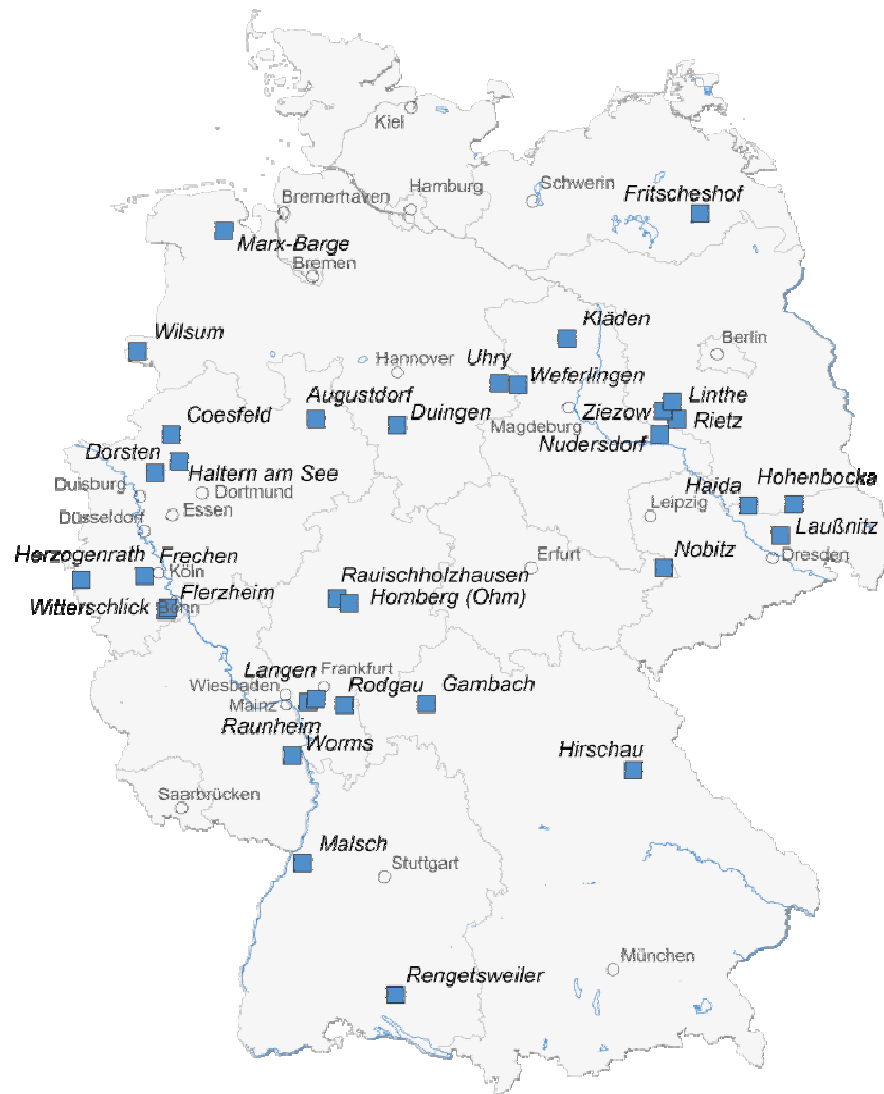 Kiel
Schwerin
Hamburg
Bremerhaven
Fritscheshof
Marx-Barge
Bremen
Kläden
Wilsum
Berlin
Hannover
Uhry
Weferlingen
Augustdorf
Linthe
Coesfeld
Duingen
Ziezow
Rietz
Magdeburg
Nudersdorf
Dorsten
Haltern am See
Hohenbocka
Duisburg
Dortmund
Haida
Leipzig
Essen
Düsseldorf
Laußnitz
Herzogenrath
Frechen
Nobitz
Dresden
Erfurt
Köln
Rauischholzhausen
Flerzheim
Homberg (Ohm)
Witterschlick
Bonn
Langen
Frankfurt
Wiesbaden
Rodgau
Gambach
Mainz
Raunheim
Worms
Hirschau
Saarbrücken
Malsch
Stuttgart
München
Rengetsweiler